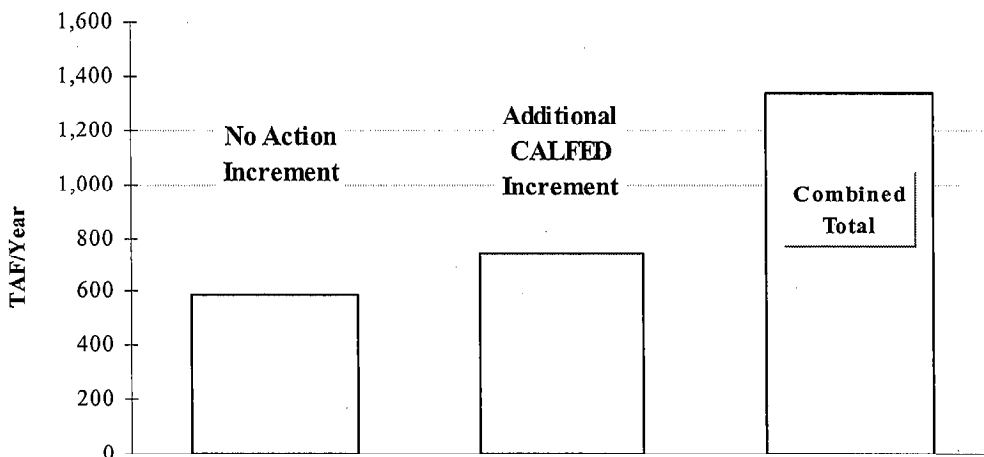 1,600
1,400
1,200
1,000
800
600
400
200
0
TAF/Year
No Action
Increment
Additional
CALFED
Increment
Combined
Total